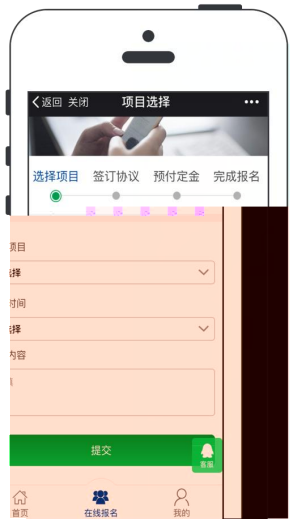 返回 关闭 项目选择
选择项目 签订协议 预付定金 完成报名
项目
择
时间
择
内容
提交
客服
首页 在线报名 我的